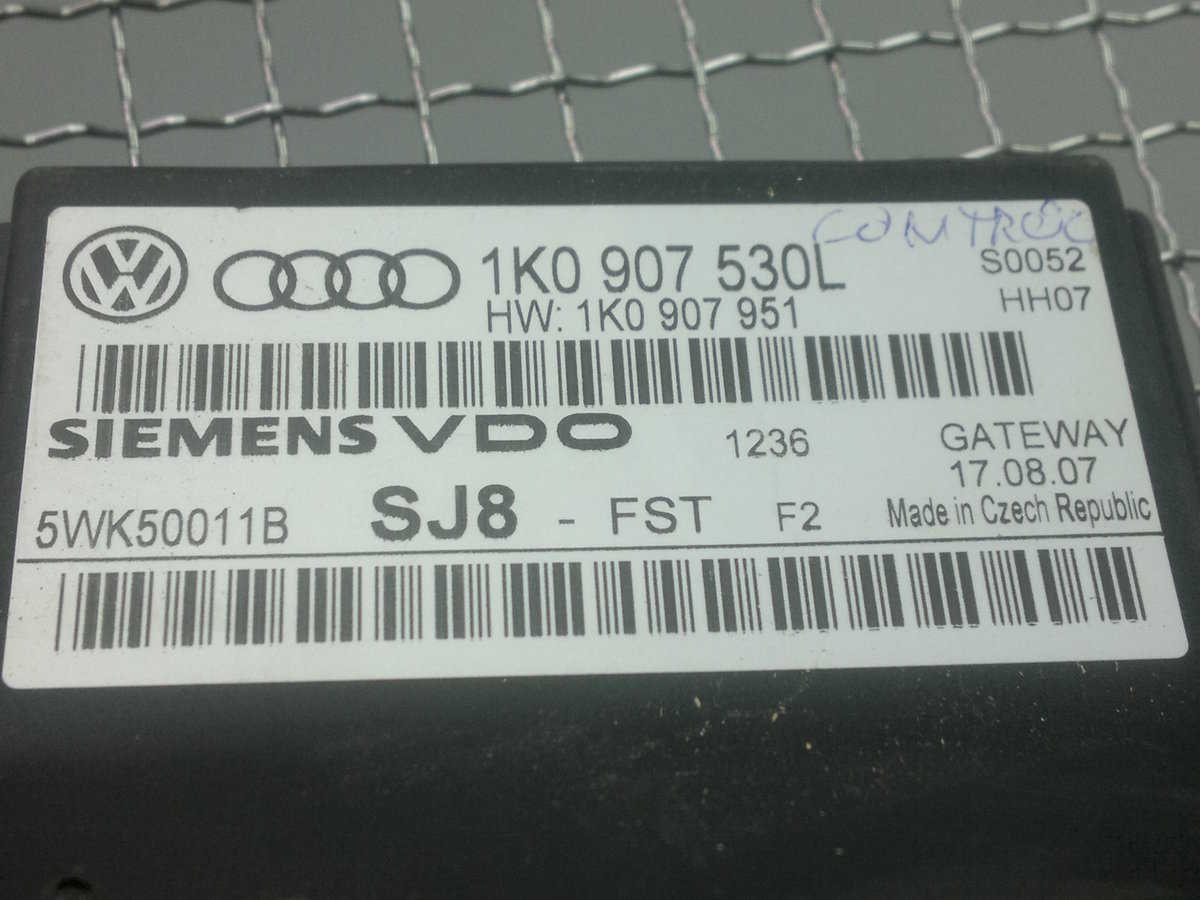 CONTROL
1K0 907 530L
S0052
HW: 1K0 907 951
HH07
SIEMENS VDO
1236
GATEWAY
17.08.07
5WK50011B
SJ8 - FST
F2
Made in Czech Republic